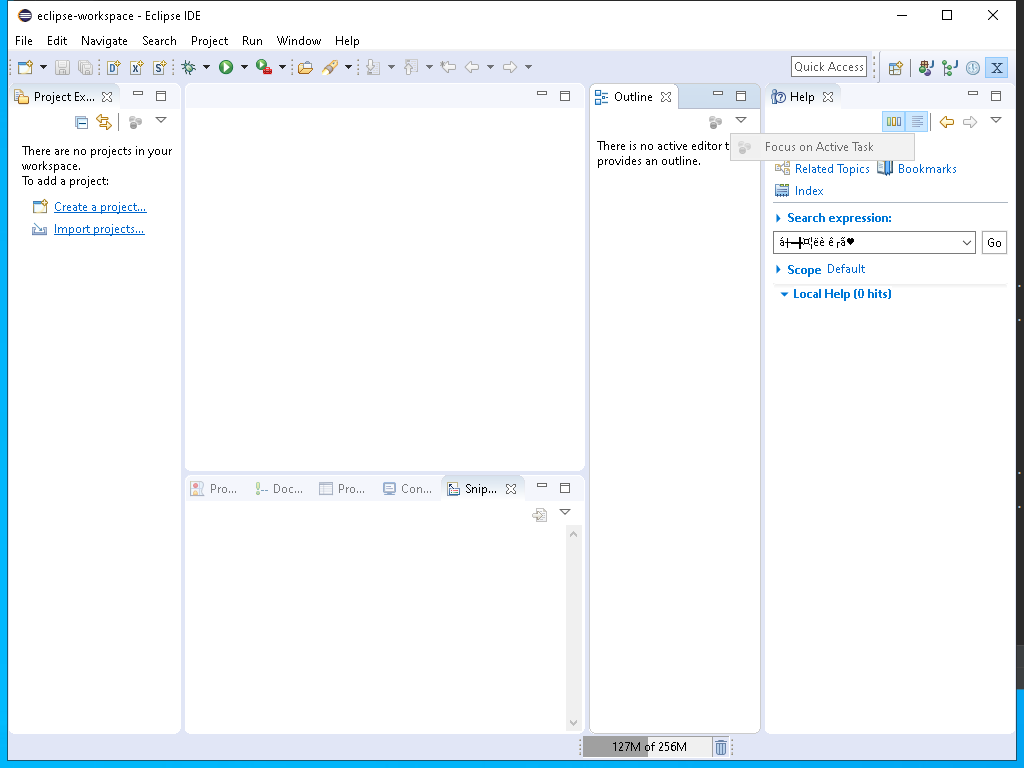 eclipse-workspace - Eclipse IDE
File Edit Navigate Search Project Run Window Help
Quick Access
Project Ex...
Outline
Help
There are no projects in your
workspace.
To add a project:
Create a project...
Import projects...
There is no active editor t
provides an outline.
Focus on Active Task
Related Topics Bookmarks
Index
Search expression:
Go
Scope Default
Local Help (0 hits)
Pro... Doc... Pro... Con... Snip...
127M of 256M